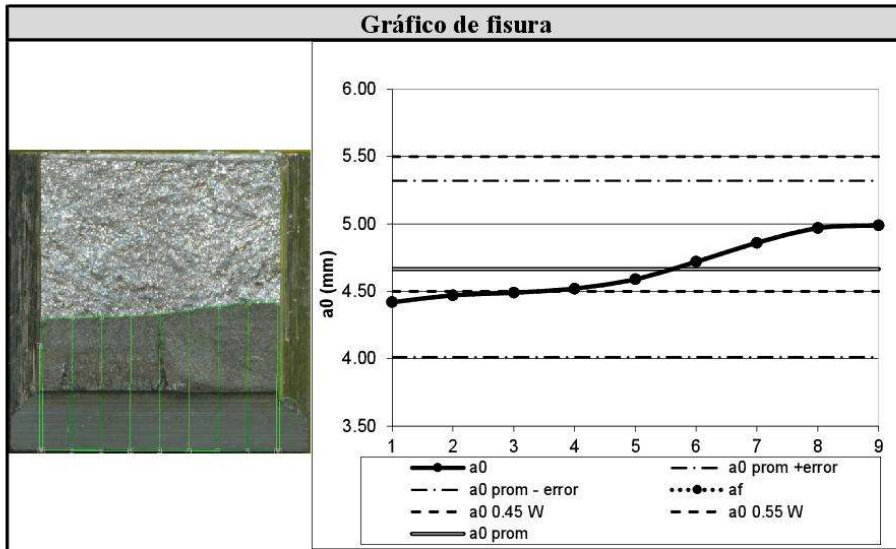 Gráfico de fisura
6.00
5.50
5.00
4.50
4.00
3.50
a0 (mm)
1 2 3 4 5 6 7 8 9
a0 a0 prom +error
a0 prom - error af
a0 0.45 W a0 0.55 W
a0 prom